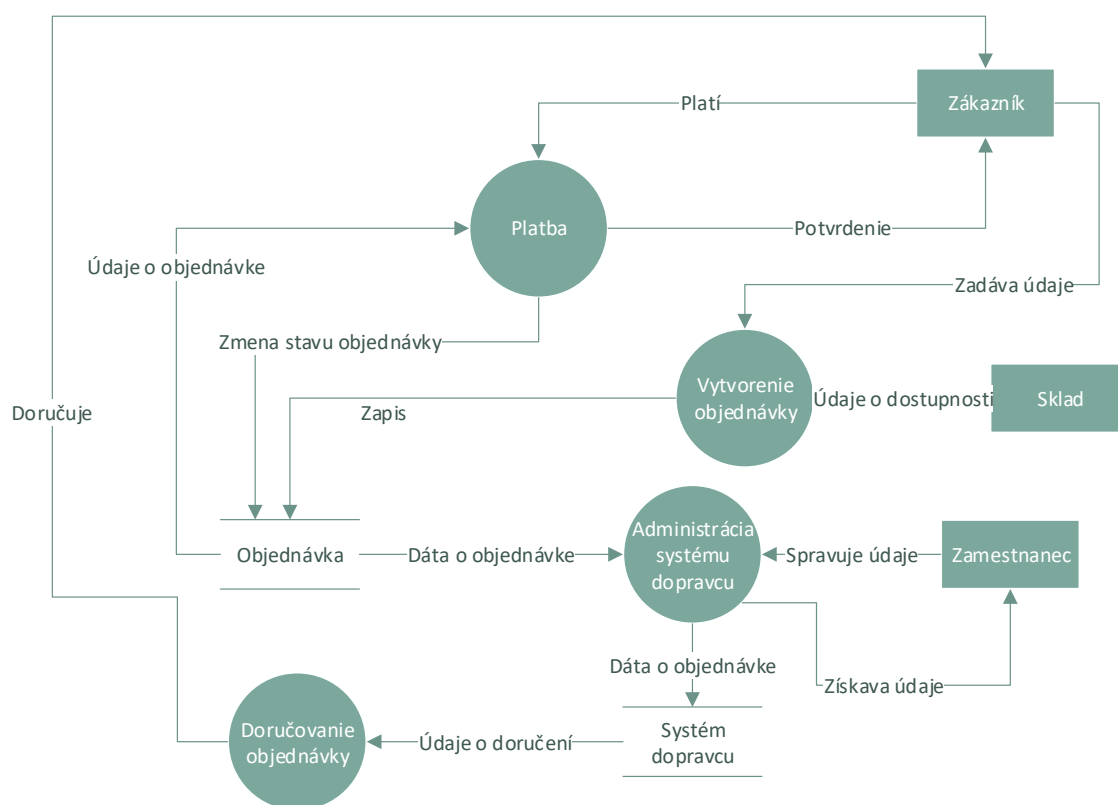 Zákazník
Platí
Platba
Potvrdenie
Údaje o objednávke
Zadáva údaje
Zmena stavu objednávky
Vytvorenie
objednávky
Údaje o dostupnosti
Sklad
Doručuje
Zapis
Administrácia
systému
dopravcu
Objednávka
Dáta o objednávke
Spravuje údaje
Zamestnanec
Dáta o objednávke
Získava údaje
Doručovanie
objednávky
Údaje o doručení
Systém
dopravcu